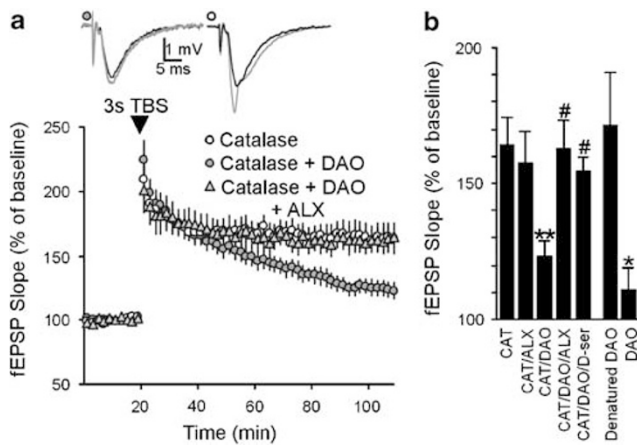 a
1 mV
5 ms
3s TBS
Catalase
Catalase + DAO
Catalase + DAO
+ ALX
fEPSP Slope (% of baseline)
250
200
150
100
50
0
20
40
60
80
100
Time (min)
b
fEPSP Slope (% of baseline)
200
160
100
**
#
#
*
CAT
CAT/ALX
CAT/DAO
CAT/DAO/ALX
CAT/DAO/D-ser
Denatured DAO
DAO